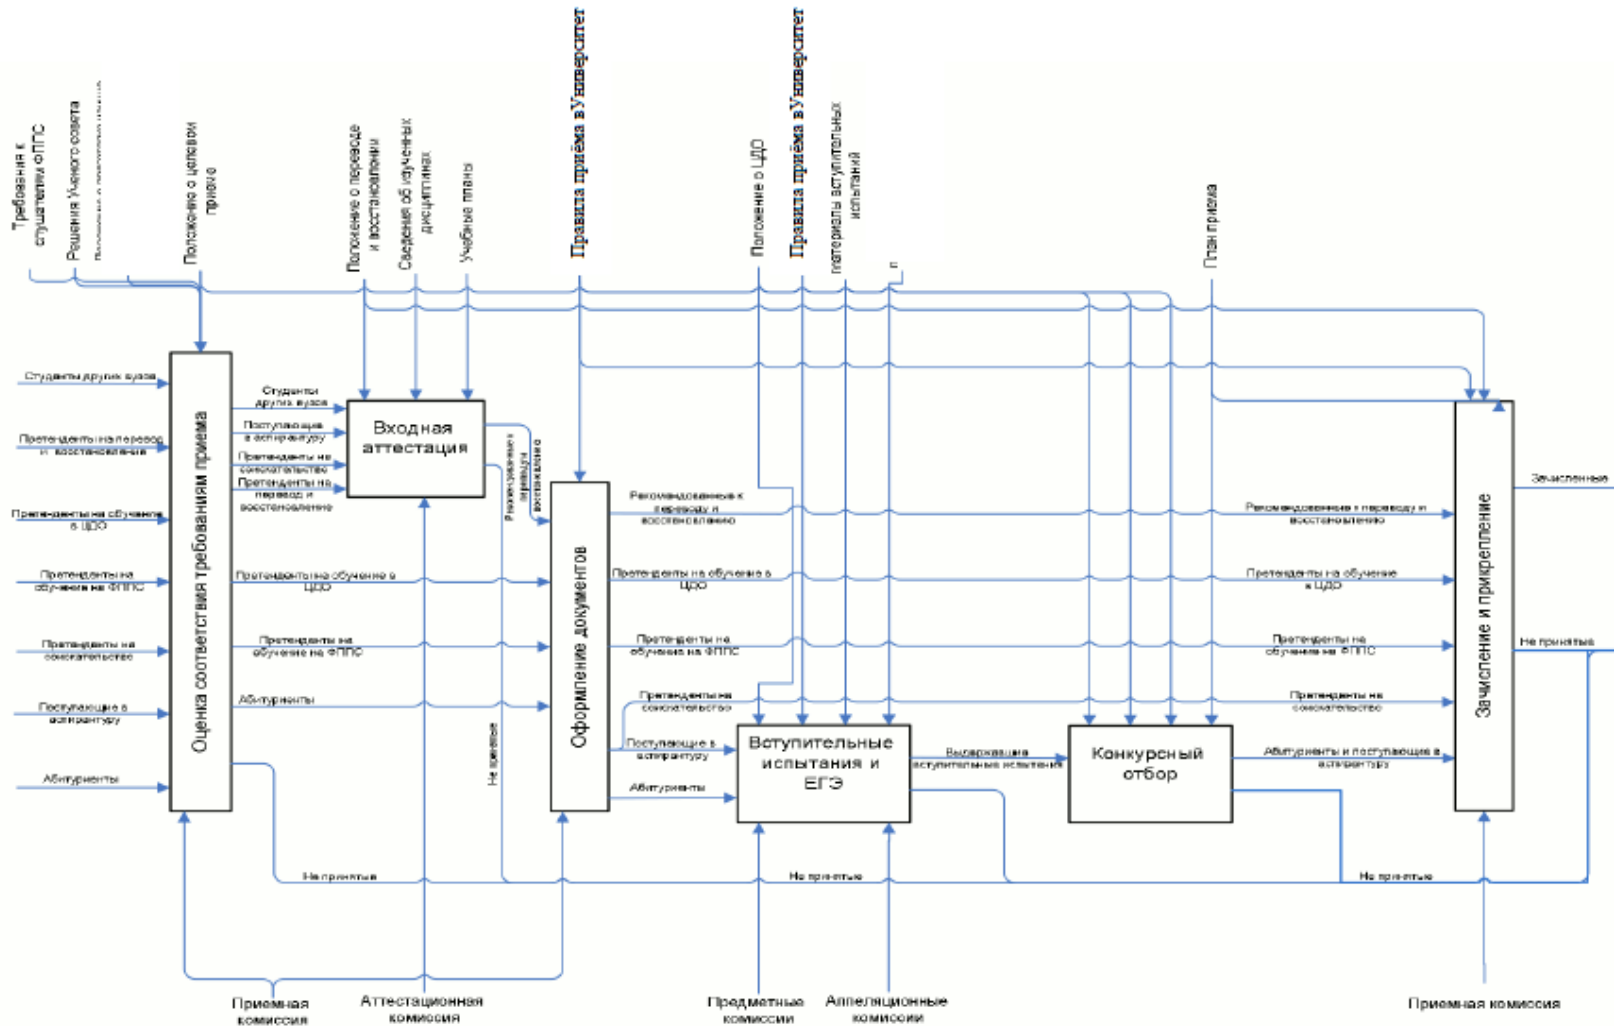 Требования к
слушателям ФППС
Решения Ученого совета
Положение о целевом
приеме
Положение о переводе
и восстановлении
Сведения об изученных
дисциплинах
Учебные планы
Правила приёма в Университет
Положение о ЦДО
Правила приёма в Университет
материалы вступительных
испытаний
п
План приема
Студенты других вузов
Претенденты на перевод
и восстановление
Претенденты на обучение
в ЦДО
Претенденты на
обучение на ФППС
Претенденты на
соискательство
Поступающие в
аспирантуру
Абитуриенты
Оценка соответствия требованиям приема
Студенты
других вузов
Поступающие
в аспирантуру
Претенденты на
соискательство
Претенденты на
перевод и
восстановление
Входная
аттестация
Рекомендованные к
переводу и
восстановлению
Претенденты на обучение в
ЦДО
Претенденты на
обучение на ФППС
Абитуриенты
Не принятые
Не принятые
Оформление документов
Рекомендованные к
переводу и
восстановлению
Претенденты на обучение в
ЦДО
Претенденты на
обучение на ФППС
Претенденты на
соискательство
Поступающие в
аспирантуру
Абитуриенты
Вступительные
испытания и
ЕГЭ
Выдержавшие
вступительные испытания
Не принятые
Конкурсный
отбор
Рекомендованные к переводу и
восстановлению
Претенденты на обучение
в ЦДО
Претенденты на
обучение на ФППС
Претенденты на
соискательство
Абитуриенты и поступающие в
аспирантуру
Не принятые
Зачисление и прикрепление
Зачисленные
Не принятые
Приемная
комиссия
Аттестационная
комиссия
Предметные
комиссии
Аппеляционные
комиссии
Приемная комиссия